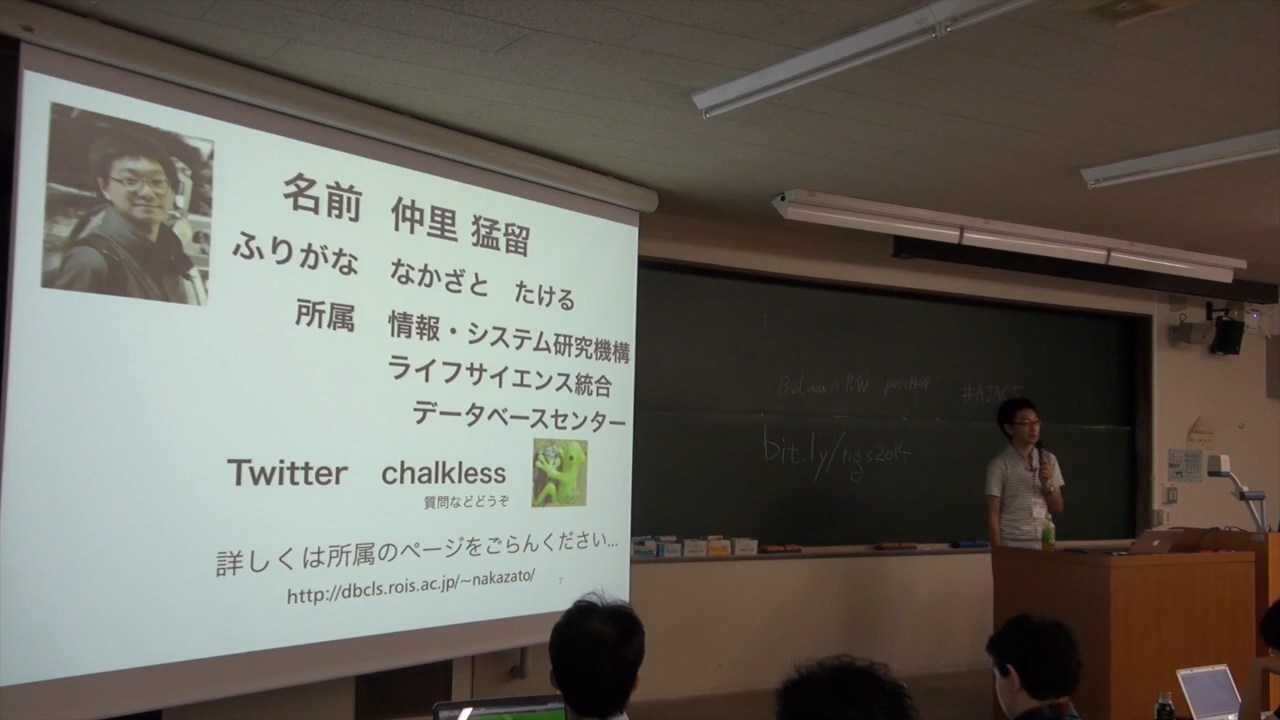 名前 仲里 猛留
ふりがな なかざと たける
所属 情報・システム研究機構
ライフサイエンス統合
データベースセンター
Twitter chalkless
質問などどうぞ
詳しくは所属のページをごらんください...
http://dbcls.rois.ac.jp/~nakazato/
7
bit.ly/ngs2014